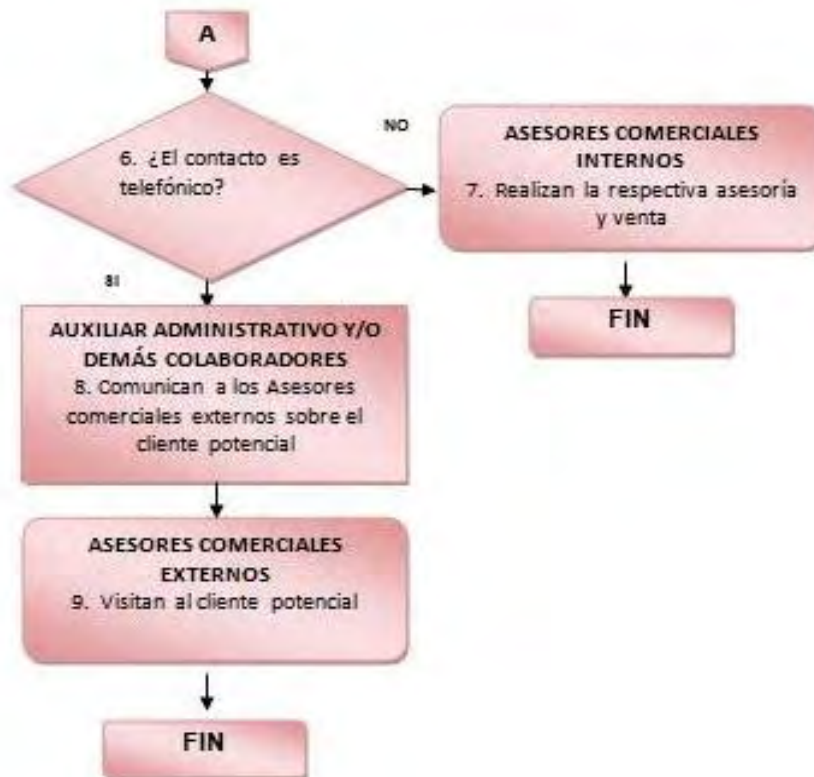 A
6. ¿El contacto es
telefónico?
NO
ASESORES COMERCIALES
INTERNOS
7. Realizan la respectiva asesoría
y venta
FIN
SI
AUXILIAR ADMINISTRATIVO Y/O
DEMÁS COLABORADORES
8. Comunican a los Asesores
comerciales externos sobre el
cliente potencial
ASESORES COMERCIALES
EXTERNOS
9. Visitan al cliente potencial
FIN